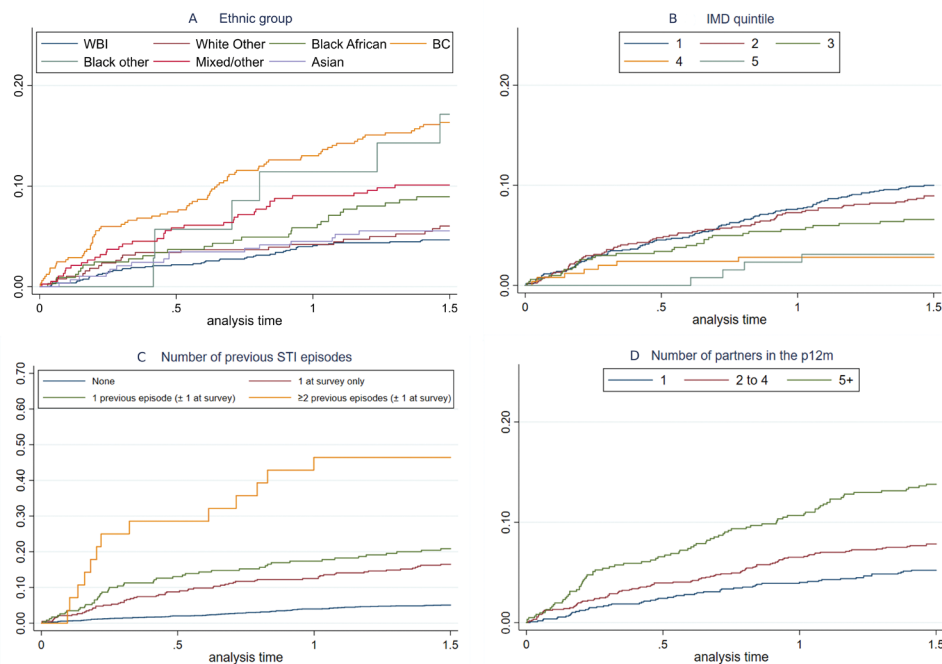 A Ethnic group
WBI White Other Black African BC
Black other Mixed/other Asian
0.20
0.10
0.00
0 .5 1 1.5
analysis time
B IMD quintile
1 2 3
4 5
0.20
0.10
0.00
0 .5 1 1.5
analysis time
C Number of previous STI episodes
None 1 at survey only
1 previous episode (± 1 at survey) ≥2 previous episodes (± 1 at survey)
0.70
0.60
0.50
0.40
0.30
0.20
0.10
0.00
0 .5 1 1.5
analysis time
D Number of partners in the p12m
1 2 to 4 5+
0.20
0.10
0.00
0 .5 1 1.5
analysis time